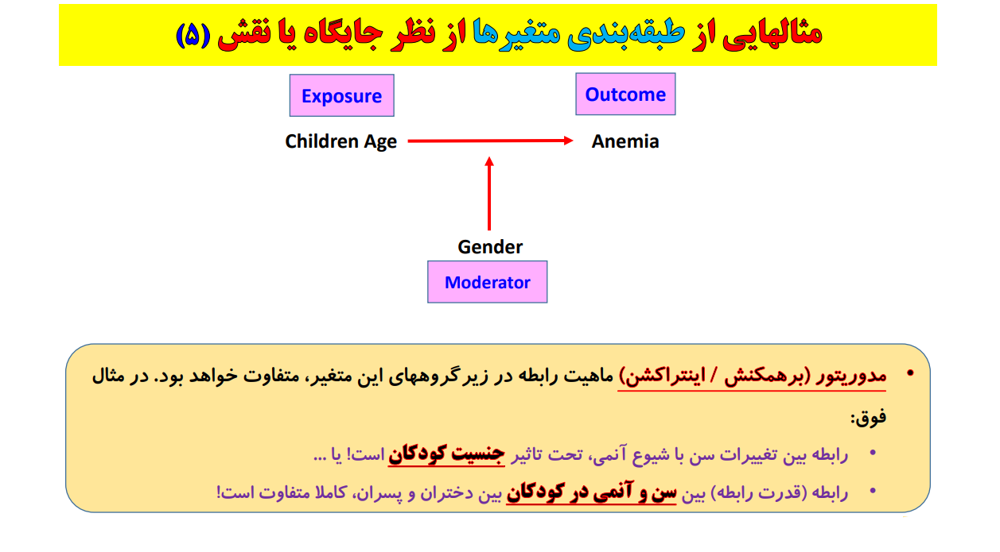 مثالهایی از طبقه‌بندی متغیرها از نظر جایگاه یا نقش (۵)
Exposure
Outcome
Children Age
Anemia
Gender
Moderator
• مدوریتور (برهمکنش / اینتراکشن) ماهیت رابطه در زیرگروههای این متغیر، متفاوت خواهد بود. در مثال
فوق:
• رابطه بین تغییرات سن با شیوع آنمی، تحت تاثیر جنسیت کودکان است! یا ...
• رابطه (قدرت رابطه) بین سن و آنمی در کودکان بین دختران و پسران، کاملا متفاوت است!